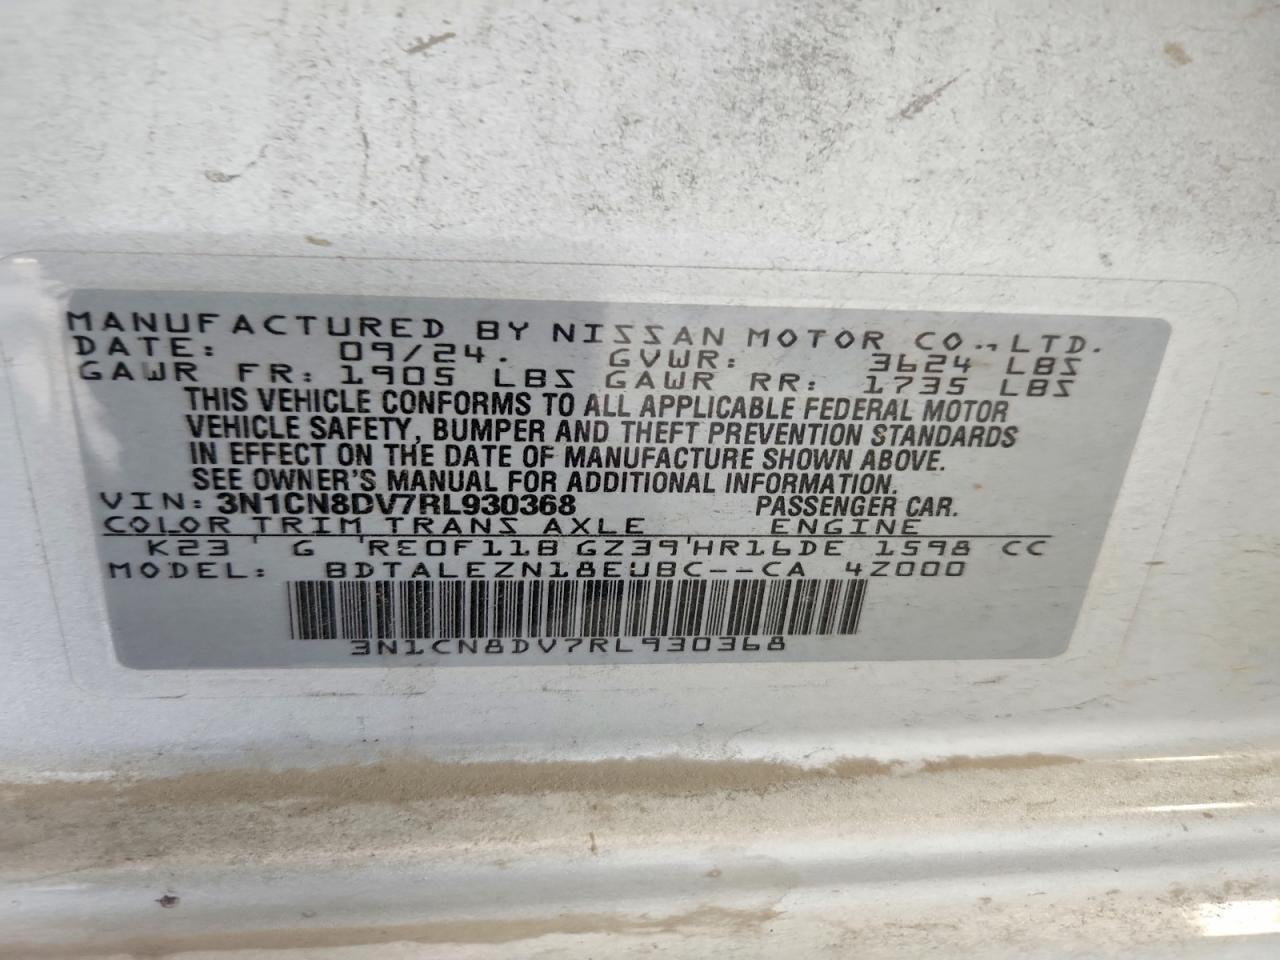 MANUFACTURED BY NISSAN MOTOR CO., LTD.
DATE: 09/24. GVWR: 3624 LBS
GAWR FR: 1905 LBS GAWR RR: 1735 LBS
THIS VEHICLE CONFORMS TO ALL APPLICABLE FEDERAL MOTOR
VEHICLE SAFETY, BUMPER AND THEFT PREVENTION STANDARDS
IN EFFECT ON THE DATE OF MANUFACTURE SHOWN ABOVE.
SEE OWNER'S MANUAL FOR ADDITIONAL INFORMATION.
VIN: 3N1CN8DV7RL930368 PASSENGER CAR.
COLOR TRIM TRANS AXLE ENGINE
K23 ' G 'RE0F11B GZ39'HR16DE 1598 CC
MODEL: BDTALEZN18EUBC--CA 4Z000
3N1CN8DV7RL930368